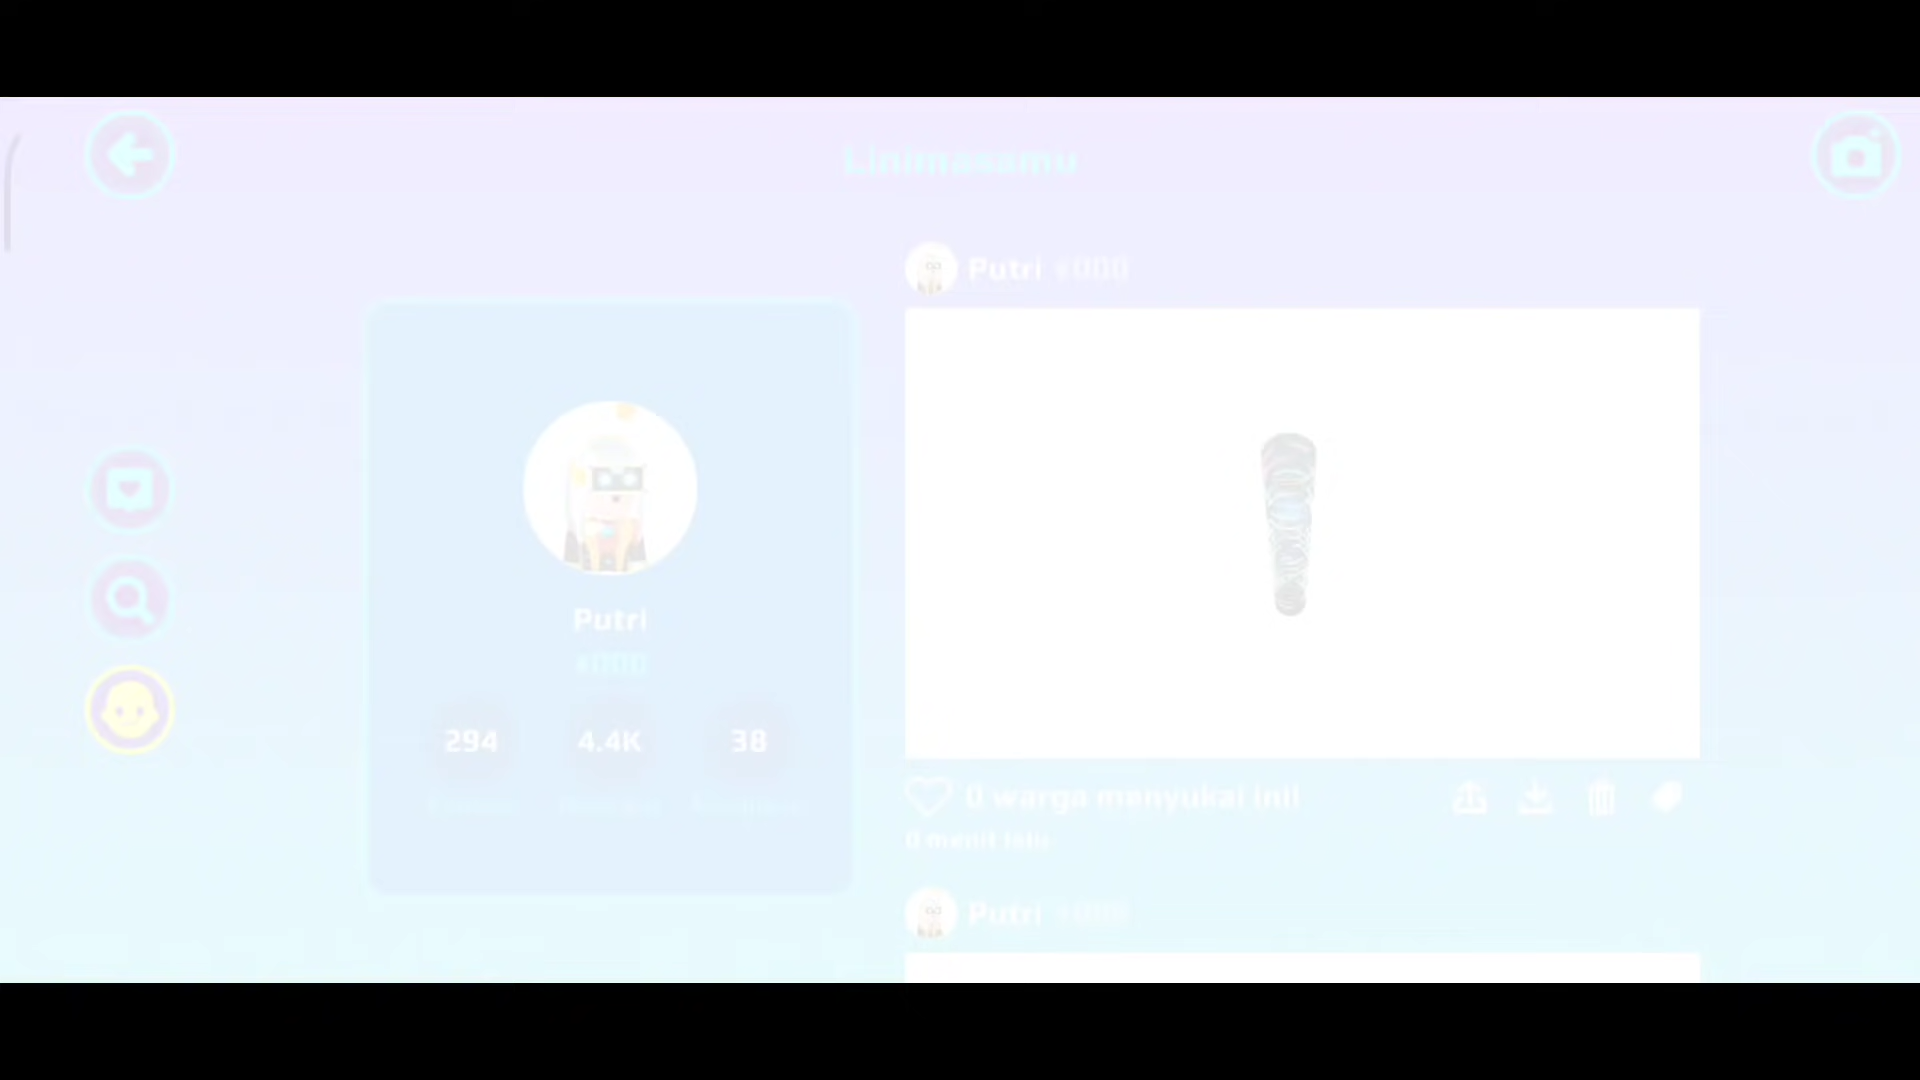 Linimasamu
Putri #000
Putri
#000
294
4.4K
38
0 warga menyukai ini!
0 menit lalu
Putri